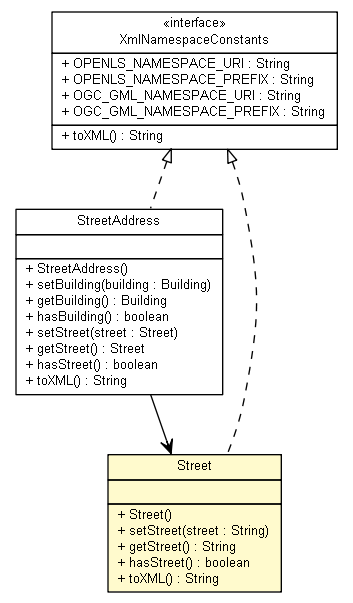 «interface»
XmlNamespaceConstants
+ OPENLS_NAMESPACE_URI : String
+ OPENLS_NAMESPACE_PREFIX : String
+ OGC_GML_NAMESPACE_URI : String
+ OGC_GML_NAMESPACE_PREFIX : String
+ toXML() : String
StreetAddress
+ StreetAddress()
+ setBuilding(building : Building)
+ getBuilding() : Building
+ hasBuilding() : boolean
+ setStreet(street : Street)
+ getStreet() : Street
+ hasStreet() : boolean
+ toXML() : String
Street
+ Street()
+ setStreet(street : String)
+ getStreet() : String
+ hasStreet() : boolean
+ toXML() : String